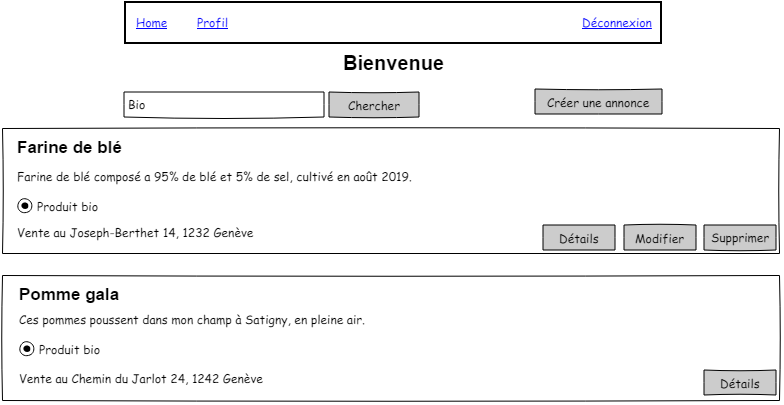 Home Profil Déconnexion
Bienvenue
Bio Chercher Créer une annonce
Farine de blé
Farine de blé composé a 95% de blé et 5% de sel, cultivé en août 2019.
Produit bio
Vente au Joseph-Berthet 14, 1232 Genève
Détails Modifier Supprimer
Pomme gala
Ces pommes poussent dans mon champ à Satigny, en pleine air.
Produit bio
Vente au Chemin du Jarlot 24, 1242 Genève
Détails